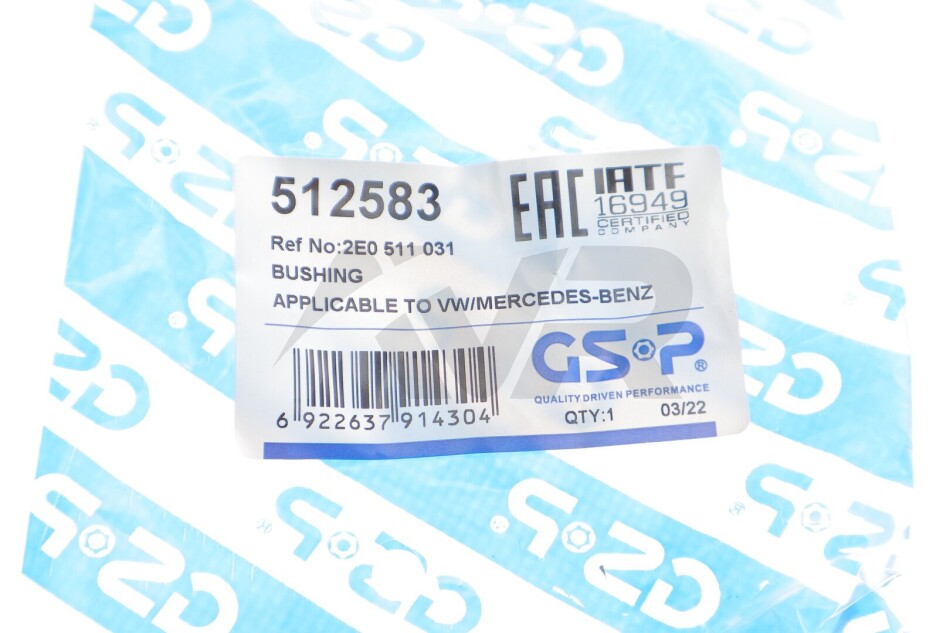 512583
EAC
IATF
16949
CERTIFIED
COMPANY
Ref No:2E0 511 031
BUSHING
APPLICABLE TO VW/MERCEDES-BENZ
GSP®
QUALITY DRIVEN PERFORMANCE
QTY:1 03/22
6 922637 914304